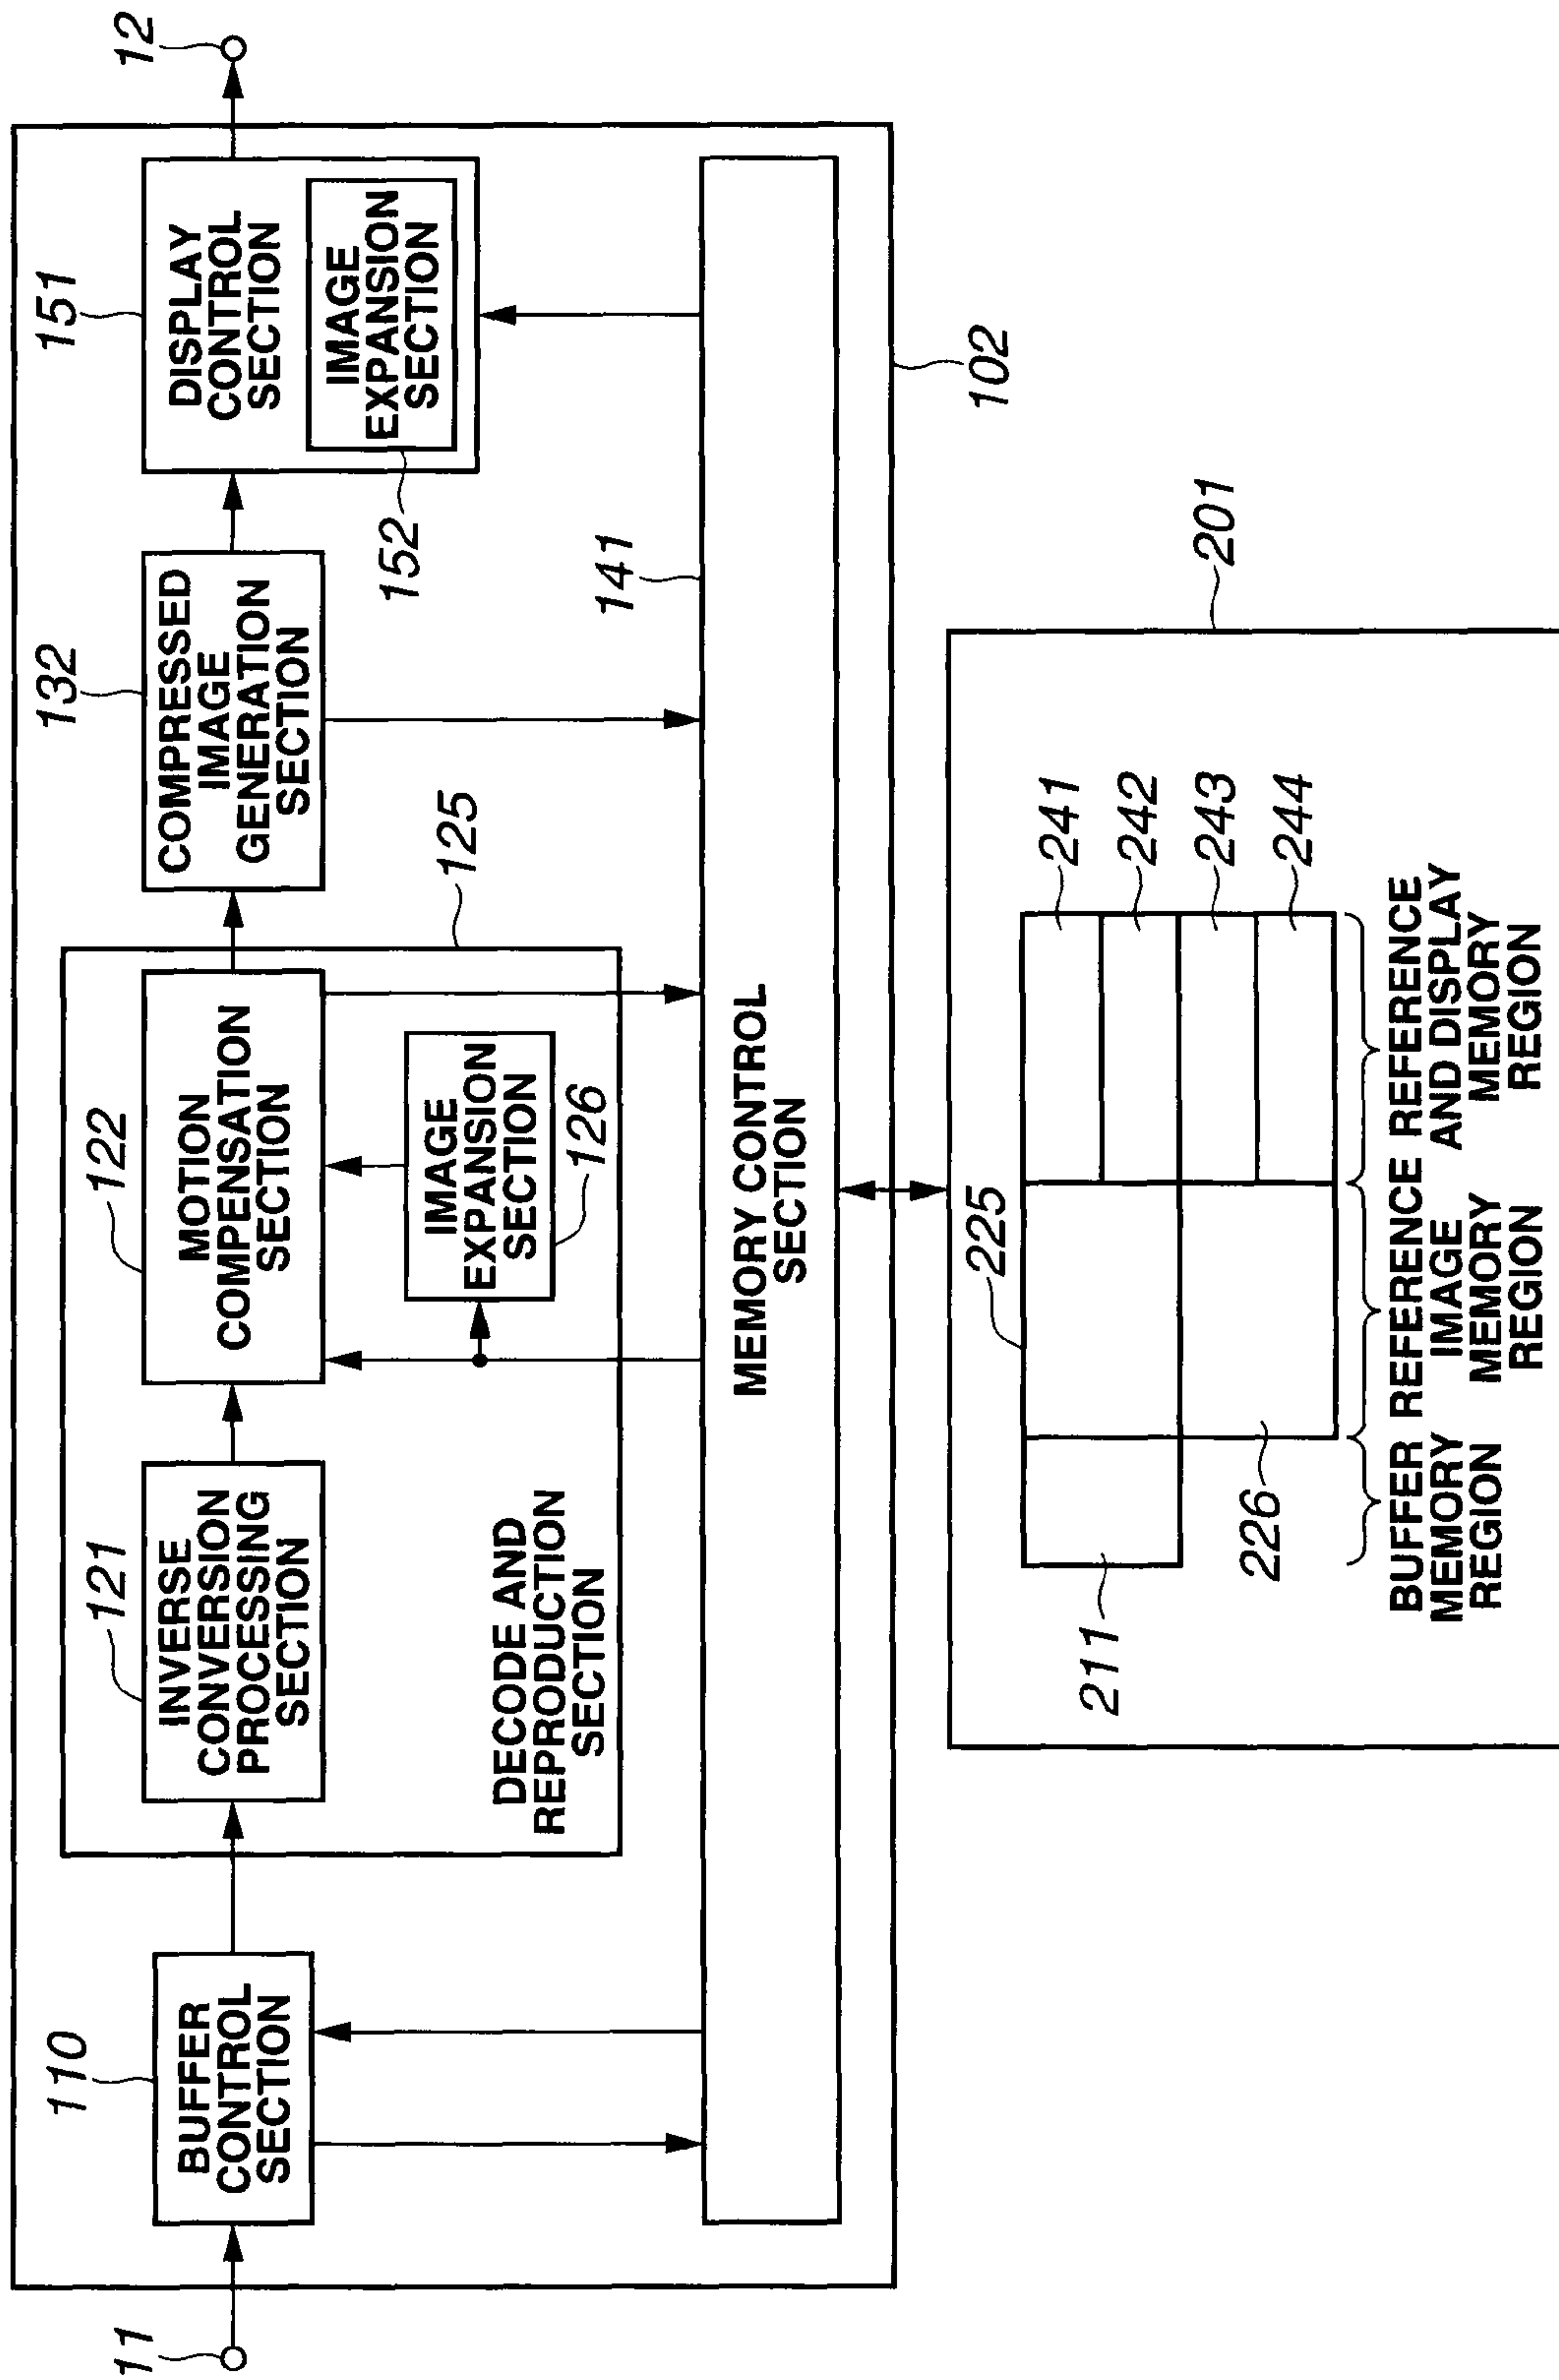 11
12
110
BUFFER
CONTROL
SECTION
121
INVERSE
CONVERSION
PROCESSING
SECTION
122
MOTION
COMPENSATION
SECTION
IMAGE
EXPANSION
SECTION
126
DECODE AND
REPRODUCTION
SECTION
125
132
COMPRESSED
IMAGE
GENERATION
SECTION
151
DISPLAY
CONTROL
SECTION
IMAGE
EXPANSION
SECTION
152
141
MEMORY CONTROL
SECTION
102
201
211
225
226
241
242
243
244
BUFFER
MEMORY
REGION
REFERENCE
IMAGE
MEMORY
REGION
REFERENCE
AND DISPLAY
MEMORY
REGION